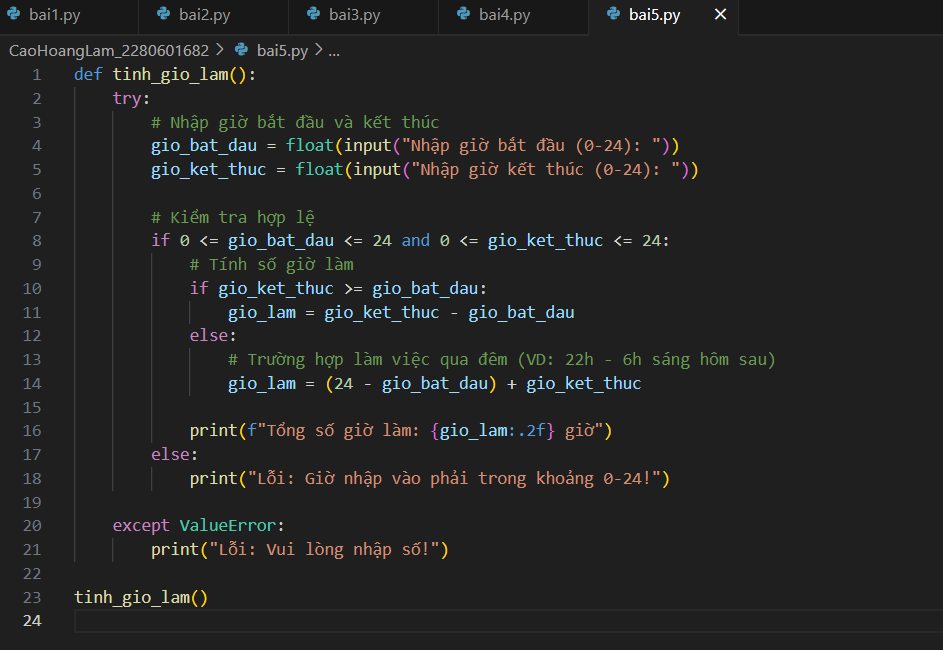 bai1.py
bai2.py
bai3.py
bai4.py
bai5.py ×
CaoHoangLam_2280601682 > bai5.py > ...
1 def tinh_gio_lam():
2     try:
3         # Nhập giờ bắt đầu và kết thúc
4         gio_bat_dau = float(input("Nhập giờ bắt đầu (0-24): "))
5         gio_ket_thuc = float(input("Nhập giờ kết thúc (0-24): "))
6
7         # Kiểm tra hợp lệ
8         if 0 <= gio_bat_dau <= 24 and 0 <= gio_ket_thuc <= 24:
9             # Tính số giờ làm
10             if gio_ket_thuc >= gio_bat_dau:
11                 gio_lam = gio_ket_thuc - gio_bat_dau
12             else:
13                 # Trường hợp làm việc qua đêm (VD: 22h - 6h sáng hôm sau)
14                 gio_lam = (24 - gio_bat_dau) + gio_ket_thuc
15
16             print(f"Tổng số giờ làm: {gio_lam:.2f} giờ")
17         else:
18             print("Lỗi: Giờ nhập vào phải trong khoảng 0-24!")
19
20     except ValueError:
21         print("Lỗi: Vui lòng nhập số!")
22
23 tinh_gio_lam()
24